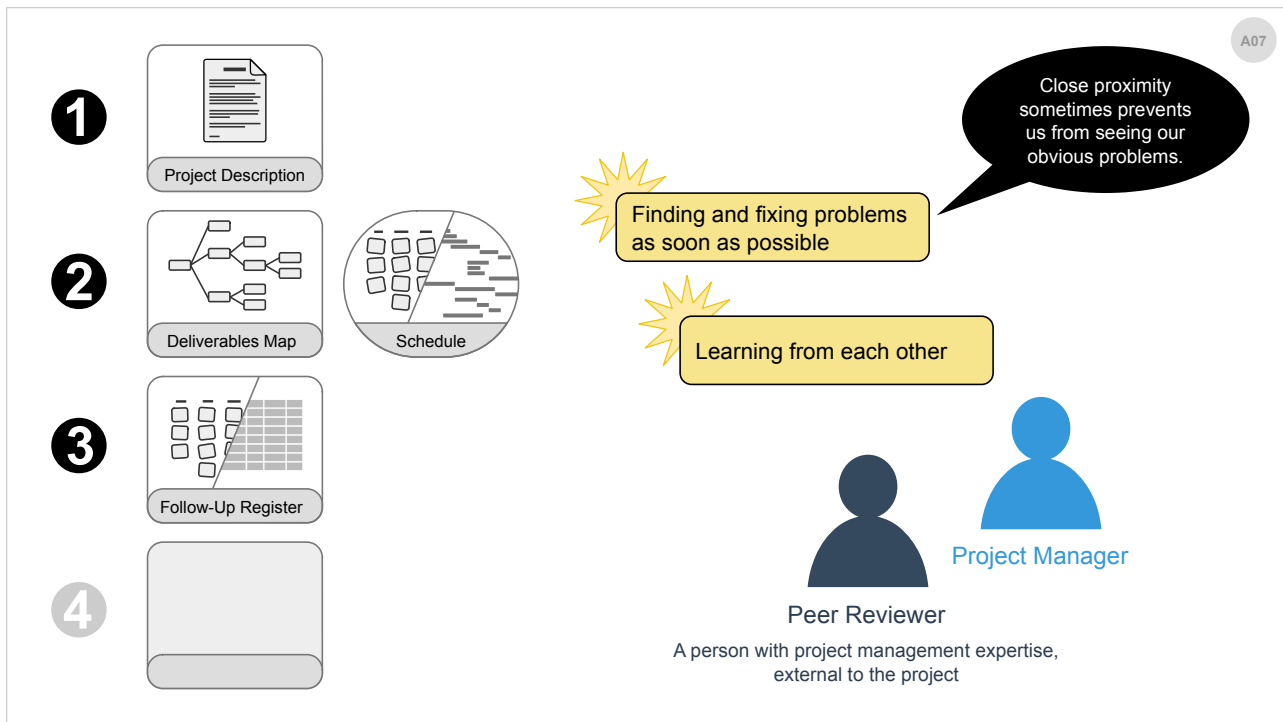 A07
1
Project Description
2
Deliverables Map
Schedule
3
Follow-Up Register
4
Close proximity
sometimes prevents
us from seeing our
obvious problems.
Finding and fixing problems
as soon as possible
Learning from each other
Project Manager
Peer Reviewer
A person with project management expertise,
external to the project